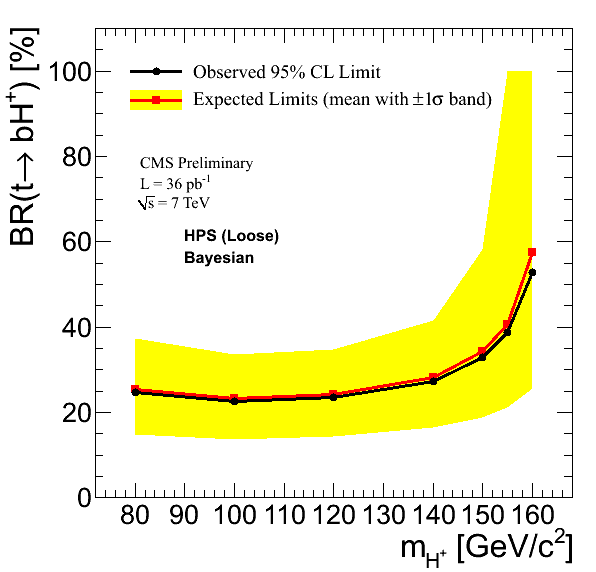 BR(t→ bH⁺) [%]
100
80
60
40
20
0
Observed 95% CL Limit
Expected Limits (mean with ±1σ band)
CMS Preliminary
L = 36 pb⁻¹
√s = 7 TeV
HPS (Loose)
Bayesian
80 90 100 110 120 130 140 150 160
m_H⁺ [GeV/c²]